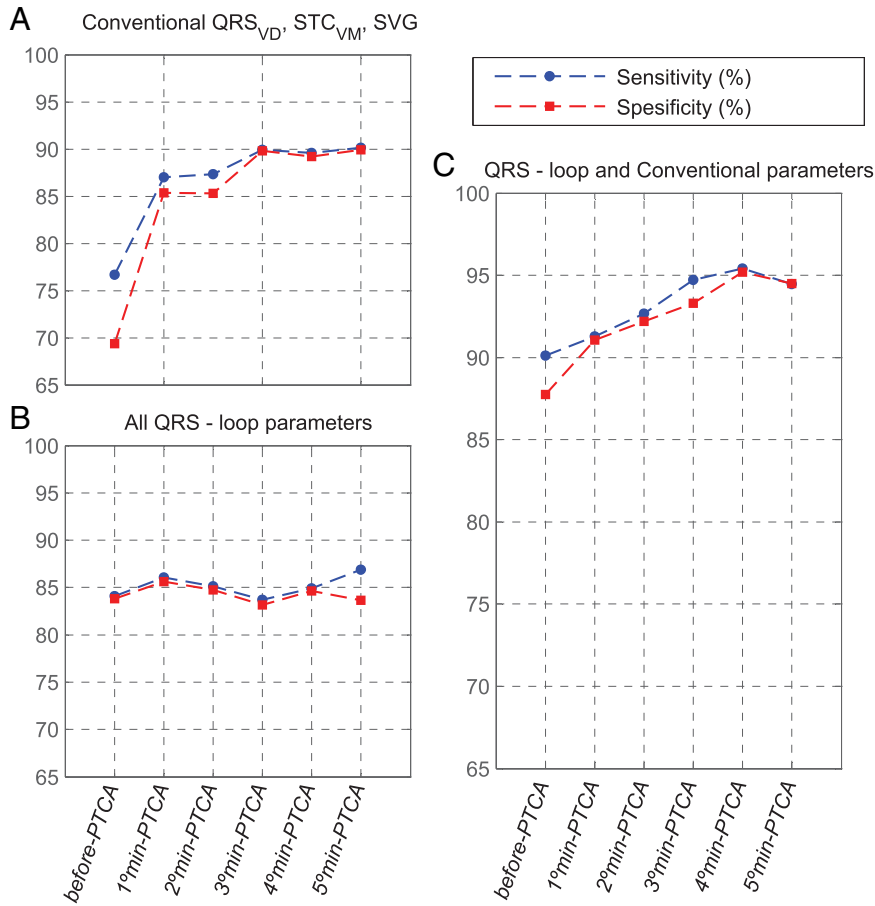 A
Conventional QRSVD, STCVM, SVG
100
95
90
85
80
75
70
65
Sensitivity (%)
Spesificity (%)
B
All QRS - loop parameters
100
95
90
85
80
75
70
65
before-PTCA
1ºmin-PTCA
2ºmin-PTCA
3ºmin-PTCA
4ºmin-PTCA
5ºmin-PTCA
C
QRS - loop and Conventional parameters
100
95
90
85
80
75
70
65
before-PTCA
1ºmin-PTCA
2ºmin-PTCA
3ºmin-PTCA
4ºmin-PTCA
5ºmin-PTCA